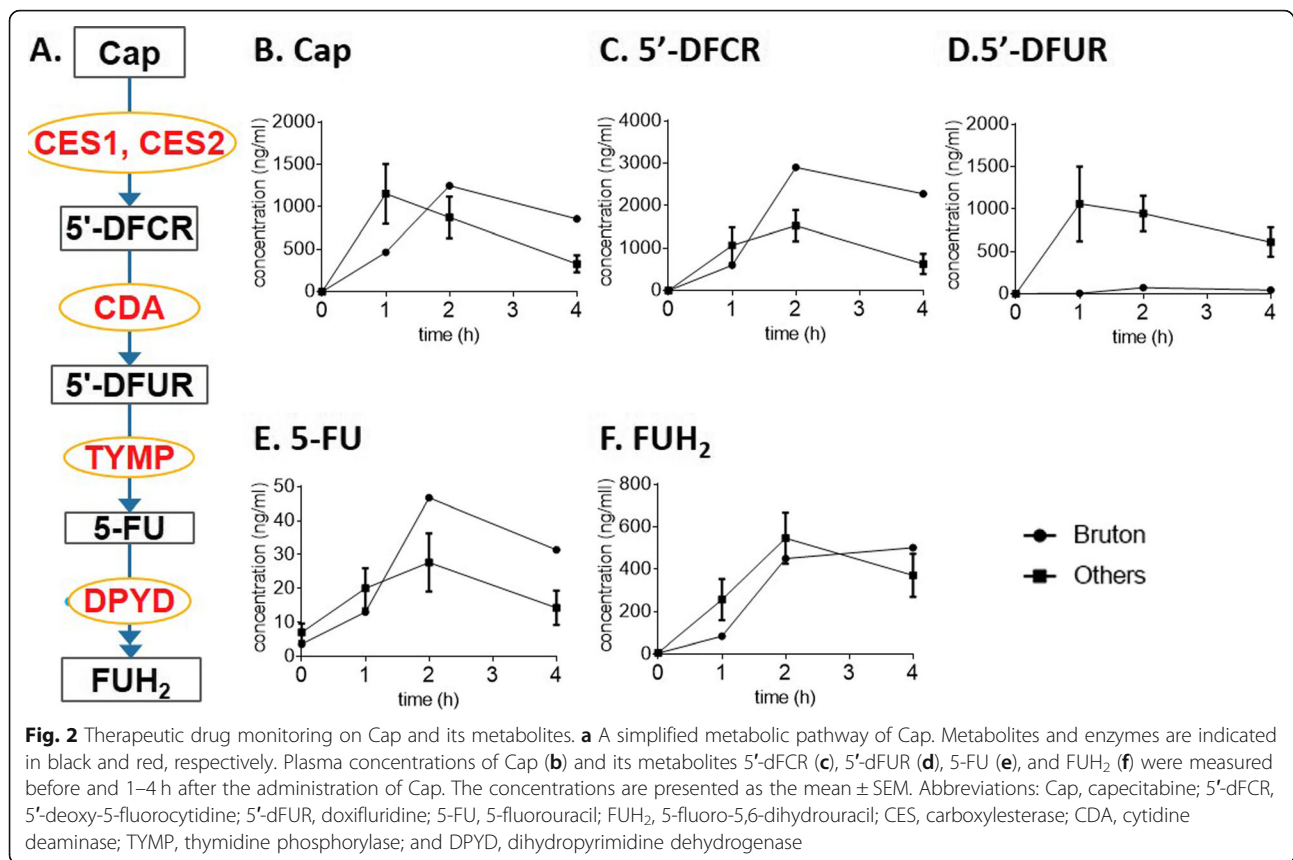 A.
Cap
CES1, CES2
5'-DFCR
CDA
5'-DFUR
TYMP
5-FU
DPYD
FUH₂
B. Cap
concentration (ng/ml)
2000
1500
1000
500
0
0 1 2 3 4
time (h)
C. 5′-DFCR
concentration (ng/ml)
4000
3000
2000
1000
0
0 1 2 3 4
time (h)
D.5′-DFUR
concentration (ng/ml)
2000
1500
1000
500
0
0 1 2 3 4
time (h)
E. 5-FU
concentration (ng/ml)
50
40
30
20
10
0
0 1 2 3 4
time (h)
F. FUH₂
concentration (ng/mll)
800
600
400
200
0
0 1 2 3 4
time (h)
Bruton
Others
Fig. 2 Therapeutic drug monitoring on Cap and its metabolites. a A simplified metabolic pathway of Cap. Metabolites and enzymes are indicated
in black and red, respectively. Plasma concentrations of Cap (b) and its metabolites 5′-dFCR (c), 5′-dFUR (d), 5-FU (e), and FUH₂ (f) were measured
before and 1–4 h after the administration of Cap. The concentrations are presented as the mean ± SEM. Abbreviations: Cap, capecitabine; 5′-dFCR,
5′-deoxy-5-fluorocytidine; 5′-dFUR, doxifluridine; 5-FU, 5-fluorouracil; FUH₂, 5-fluoro-5,6-dihydrouracil; CES, carboxylesterase; CDA, cytidine
deaminase; TYMP, thymidine phosphorylase; and DPYD, dihydropyrimidine dehydrogenase